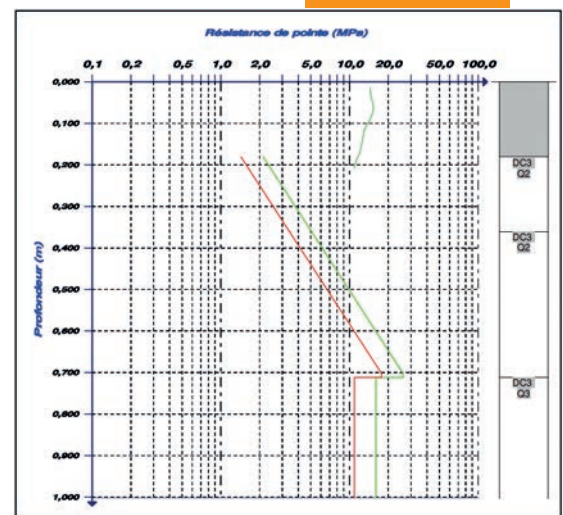 Résistance de pointe (MPa)
0,1 0,2 0,5 1,0 2,0 5,0 10,0 20,0 50,0 100,0
0,000
0,100
0,200
0,300
0,400
0,500
0,600
0,700
0,800
0,900
1,000
Profondeur (m)
DC3
Q2
DC3
Q2
DC3
Q3